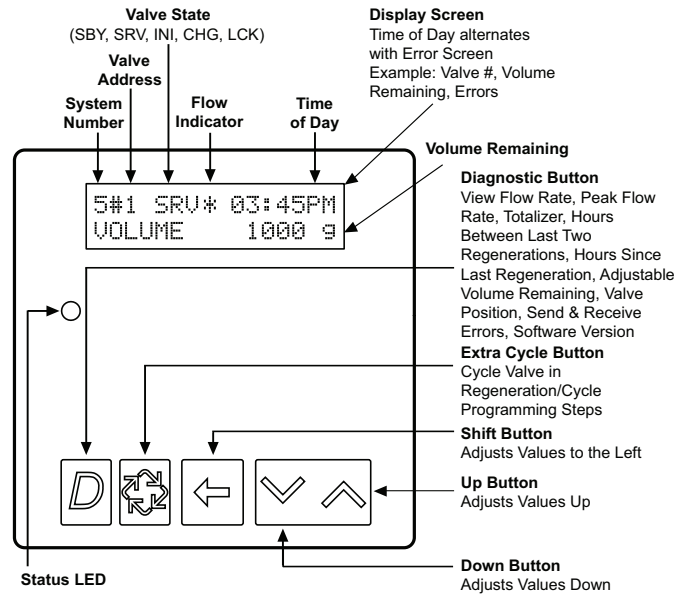 Valve State
(SBY, SRV, INI, CHG, LCK)
Valve
Address
System
Number
Flow
Indicator
Time
of Day
Display Screen
Time of Day alternates
with Error Screen
Example: Valve #, Volume
Remaining, Errors
Volume Remaining
5#1 SRV* 03:45PM
VOLUME 1000 g
Diagnostic Button
View Flow Rate, Peak Flow
Rate, Totalizer, Hours
Between Last Two
Regenerations, Hours Since
Last Regeneration, Adjustable
Volume Remaining, Valve
Position, Send & Receive
Errors, Software Version
Extra Cycle Button
Cycle Valve in
Regeneration/Cycle
Programming Steps
Shift Button
Adjusts Values to the Left
Up Button
Adjusts Values Up
Down Button
Adjusts Values Down
D
Status LED